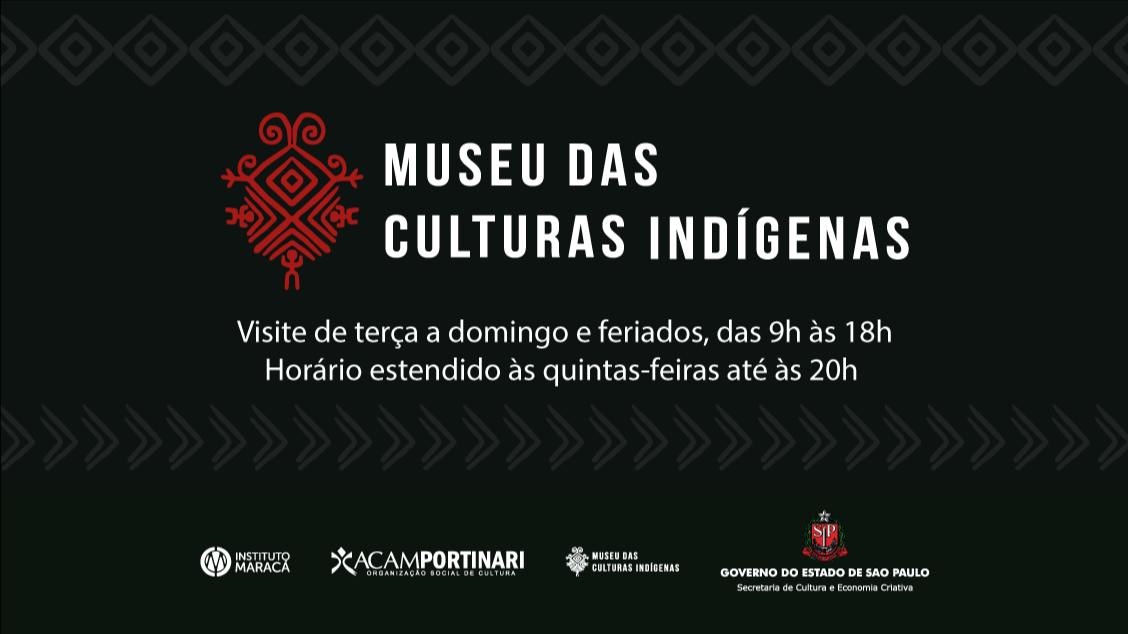 MUSEU DAS
CULTURAS INDÍGENAS
Visite de terça a domingo e feriados, das 9h às 18h
Horário estendido às quintas-feiras até às 20h
INSTITUTO
MARACÁ
ACAMPORTINARI
ORGANIZAÇÃO SOCIAL DE CULTURA
MUSEU DAS
CULTURAS INDÍGENAS
SP
GOVERNO DO ESTADO DE SAO PAULO
Secretaria de Cultura e Economia Criativa